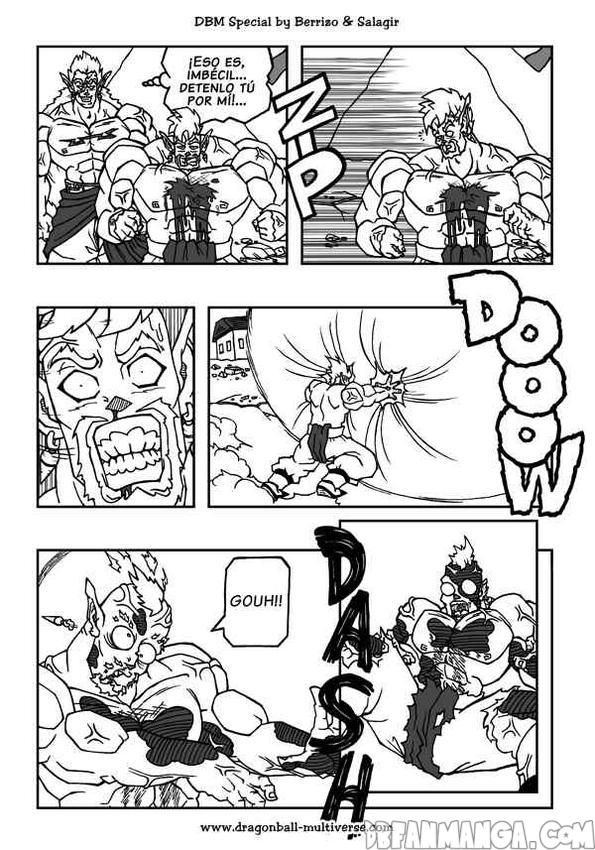 DBM Special by Berrizo & Salagir
¡ESO ES,
IMBÉCIL...
DETENLO TÚ
POR MÍ!...
ZIP
DOOOW
GOUH!!
DASH
www.dragonball-multiverse.com
DBFANMANGA.COM